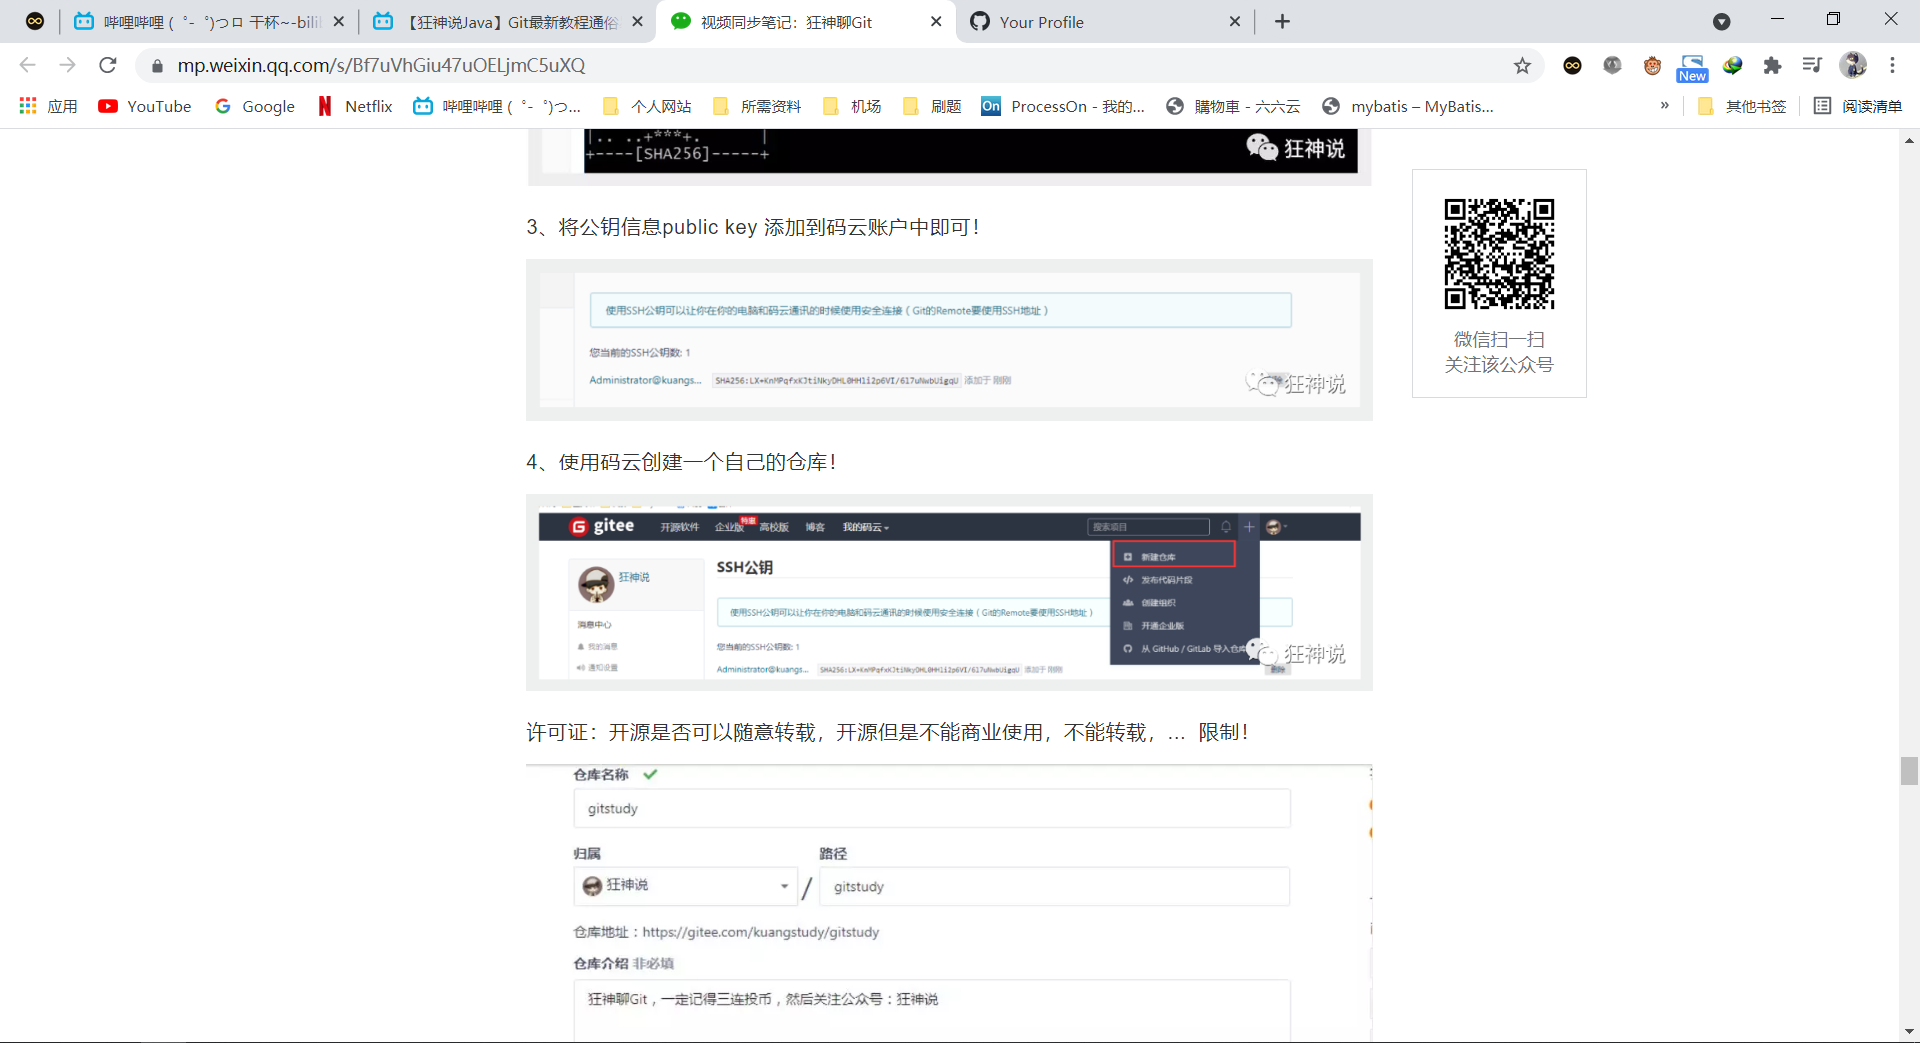 哔哩哔哩 (゜-゜)つロ 干杯~-bili
【狂神说Java】Git最新教程通俗
视频同步笔记：狂神聊Git
Your Profile
mp.weixin.qq.com/s/Bf7uVhGiu47uOELjmC5uXQ
New
应用
YouTube
Google
Netflix
哔哩哔哩 (゜-゜)つ...
个人网站
所需资料
机场
刷题
On
ProcessOn - 我的...
購物車 - 六六云
mybatis – MyBatis...
»
其他书签
阅读清单
|.. ..+***+. |
+----[SHA256]-----+
狂神说
微信扫一扫
关注该公众号
3、将公钥信息public key 添加到码云账户中即可！
使用SSH公钥可以让你在你的电脑和码云通讯的时候使用安全连接（Git的Remote要使用SSH地址）
您当前的SSH公钥数: 1
Administrator@kuangs...
添加于 刚刚
狂神说
4、使用码云创建一个自己的仓库！
gitee
开源软件
企业版
特惠
高校版
博客
我的码云
搜索项目
新建仓库
发布代码片段
创建组织
开通企业版
从 GitHub / GitLab 导入仓库
狂神说
SSH公钥
使用SSH公钥可以让你在你的电脑和码云通讯的时候使用安全连接（Git的Remote要使用SSH地址）
消息中心
我的消息
通知设置
您当前的SSH公钥数: 1
Administrator@kuangs...
添加于 刚刚
删除
狂神说
许可证：开源是否可以随意转载，开源但是不能商业使用，不能转载，... 限制！
仓库名称
gitstudy
归属
路径
狂神说
/
gitstudy
仓库地址：https://gitee.com/kuangstudy/gitstudy
仓库介绍 非必填
狂神聊Git，一定记得三连投币，然后关注公众号：狂神说